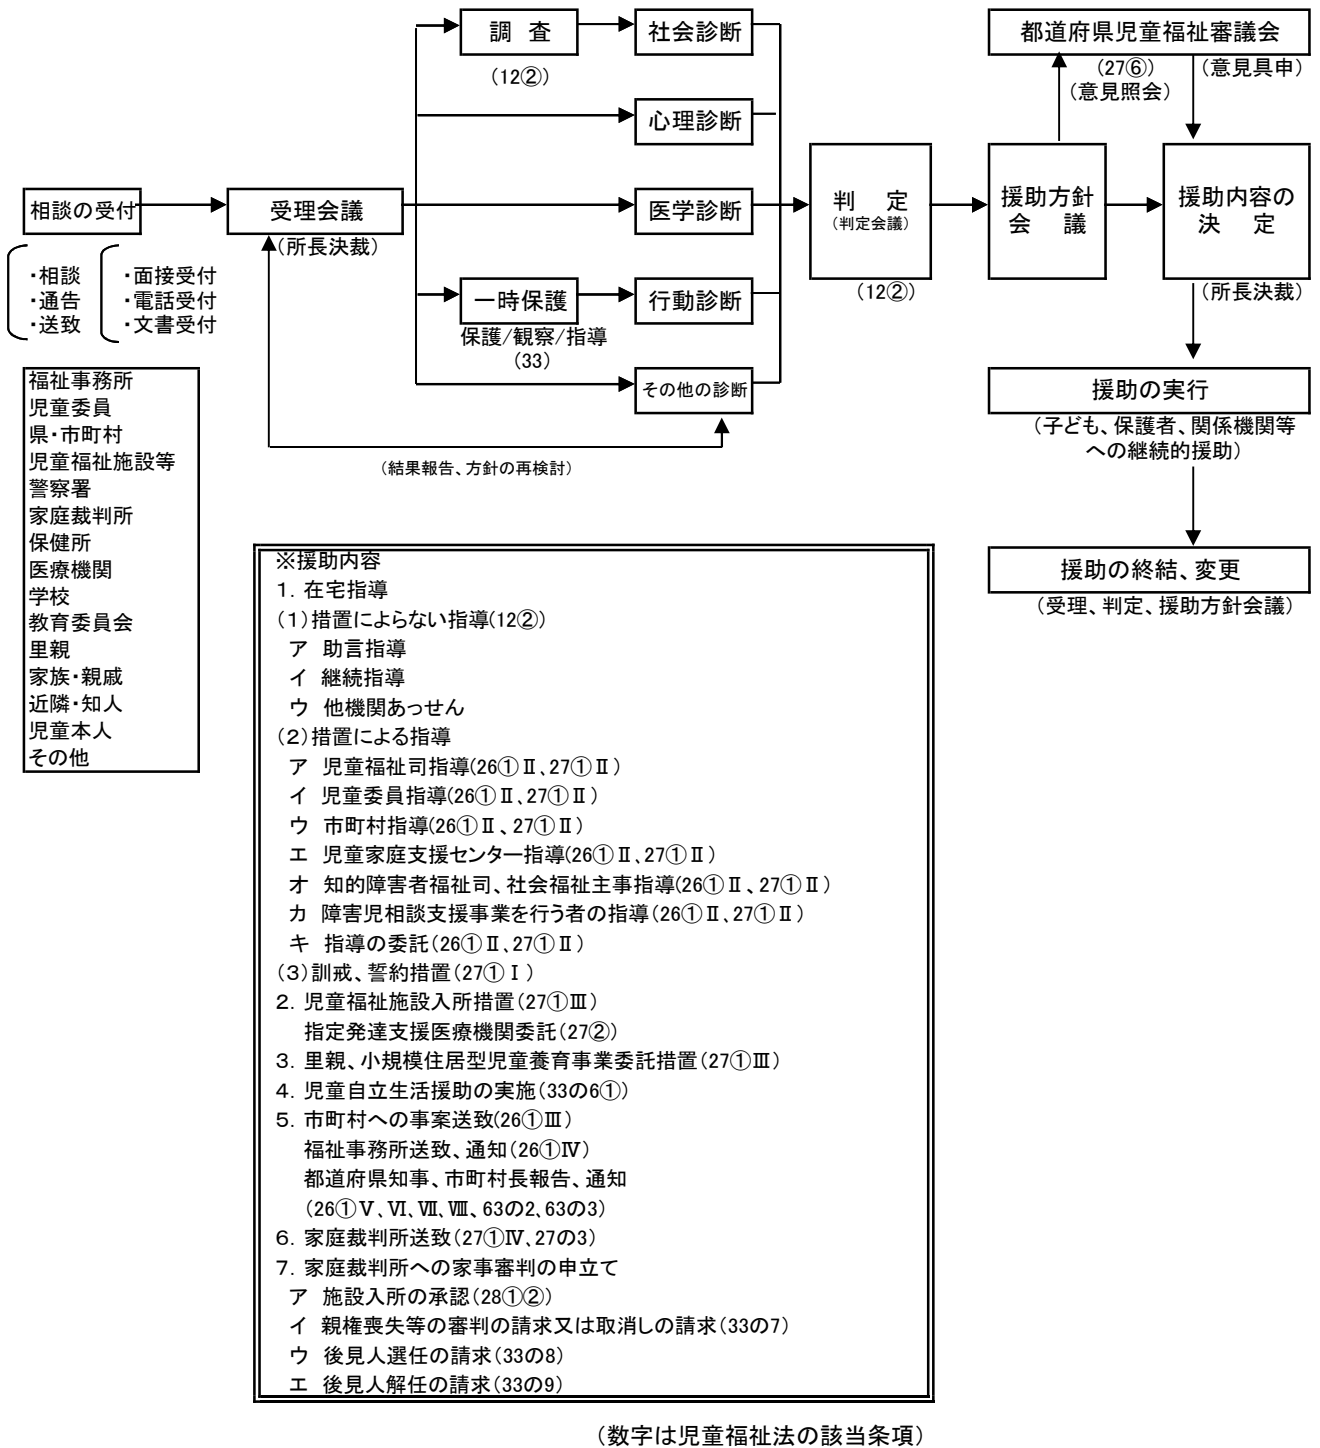 調 査
社会診断
都道府県児童福祉審議会
(12②)
(27⑥)
(意見照会)
(意見具申)
心理診断
相談の受付
受理会議
(所長決裁)
医学診断
判 定
(判定会議)
(12②)
援助方針
会 議
援助内容の
決 定
(所長決裁)
・相談
・通告
・送致
・面接受付
・電話受付
・文書受付
一時保護
保護/観察/指導
(33)
行動診断
その他の診断
(結果報告、方針の再検討)
援助の実行
(子ども、保護者、関係機関等
への継続的援助)
援助の終結、変更
(受理、判定、援助方針会議)
福祉事務所
児童委員
県・市町村
児童福祉施設等
警察署
家庭裁判所
保健所
医療機関
学校
教育委員会
里親
家族・親戚
近隣・知人
児童本人
その他
※援助内容
1. 在宅指導
(1)措置によらない指導(12②)
ア 助言指導
イ 継続指導
ウ 他機関あっせん
(2)措置による指導
ア 児童福祉司指導(26①Ⅱ、27①Ⅱ)
イ 児童委員指導(26①Ⅱ、27①Ⅱ)
ウ 市町村指導(26①Ⅱ、27①Ⅱ)
エ 児童家庭支援センター指導(26①Ⅱ、27①Ⅱ)
オ 知的障害者福祉司、社会福祉主事指導(26①Ⅱ、27①Ⅱ)
カ 障害児相談支援事業を行う者の指導(26①Ⅱ、27①Ⅱ)
キ 指導の委託(26①Ⅱ、27①Ⅱ)
(3)訓戒、誓約措置(27①Ⅰ)
2. 児童福祉施設入所措置(27①Ⅲ)
指定発達支援医療機関委託(27②)
3. 里親、小規模住居型児童養育事業委託措置(27①Ⅲ)
4. 児童自立生活援助の実施(33の6①)
5. 市町村への事案送致(26①Ⅲ)
福祉事務所送致、通知(26①Ⅳ)
都道府県知事、市町村長報告、通知
(26①Ⅴ、Ⅵ、Ⅶ、Ⅷ、63の2、63の3)
6. 家庭裁判所送致(27①Ⅳ、27の3)
7. 家庭裁判所への家事審判の申立て
ア 施設入所の承認(28①②)
イ 親権喪失等の審判の請求又は取消しの請求(33の7)
ウ 後見人選任の請求(33の8)
エ 後見人解任の請求(33の9)
(数字は児童福祉法の該当条項)